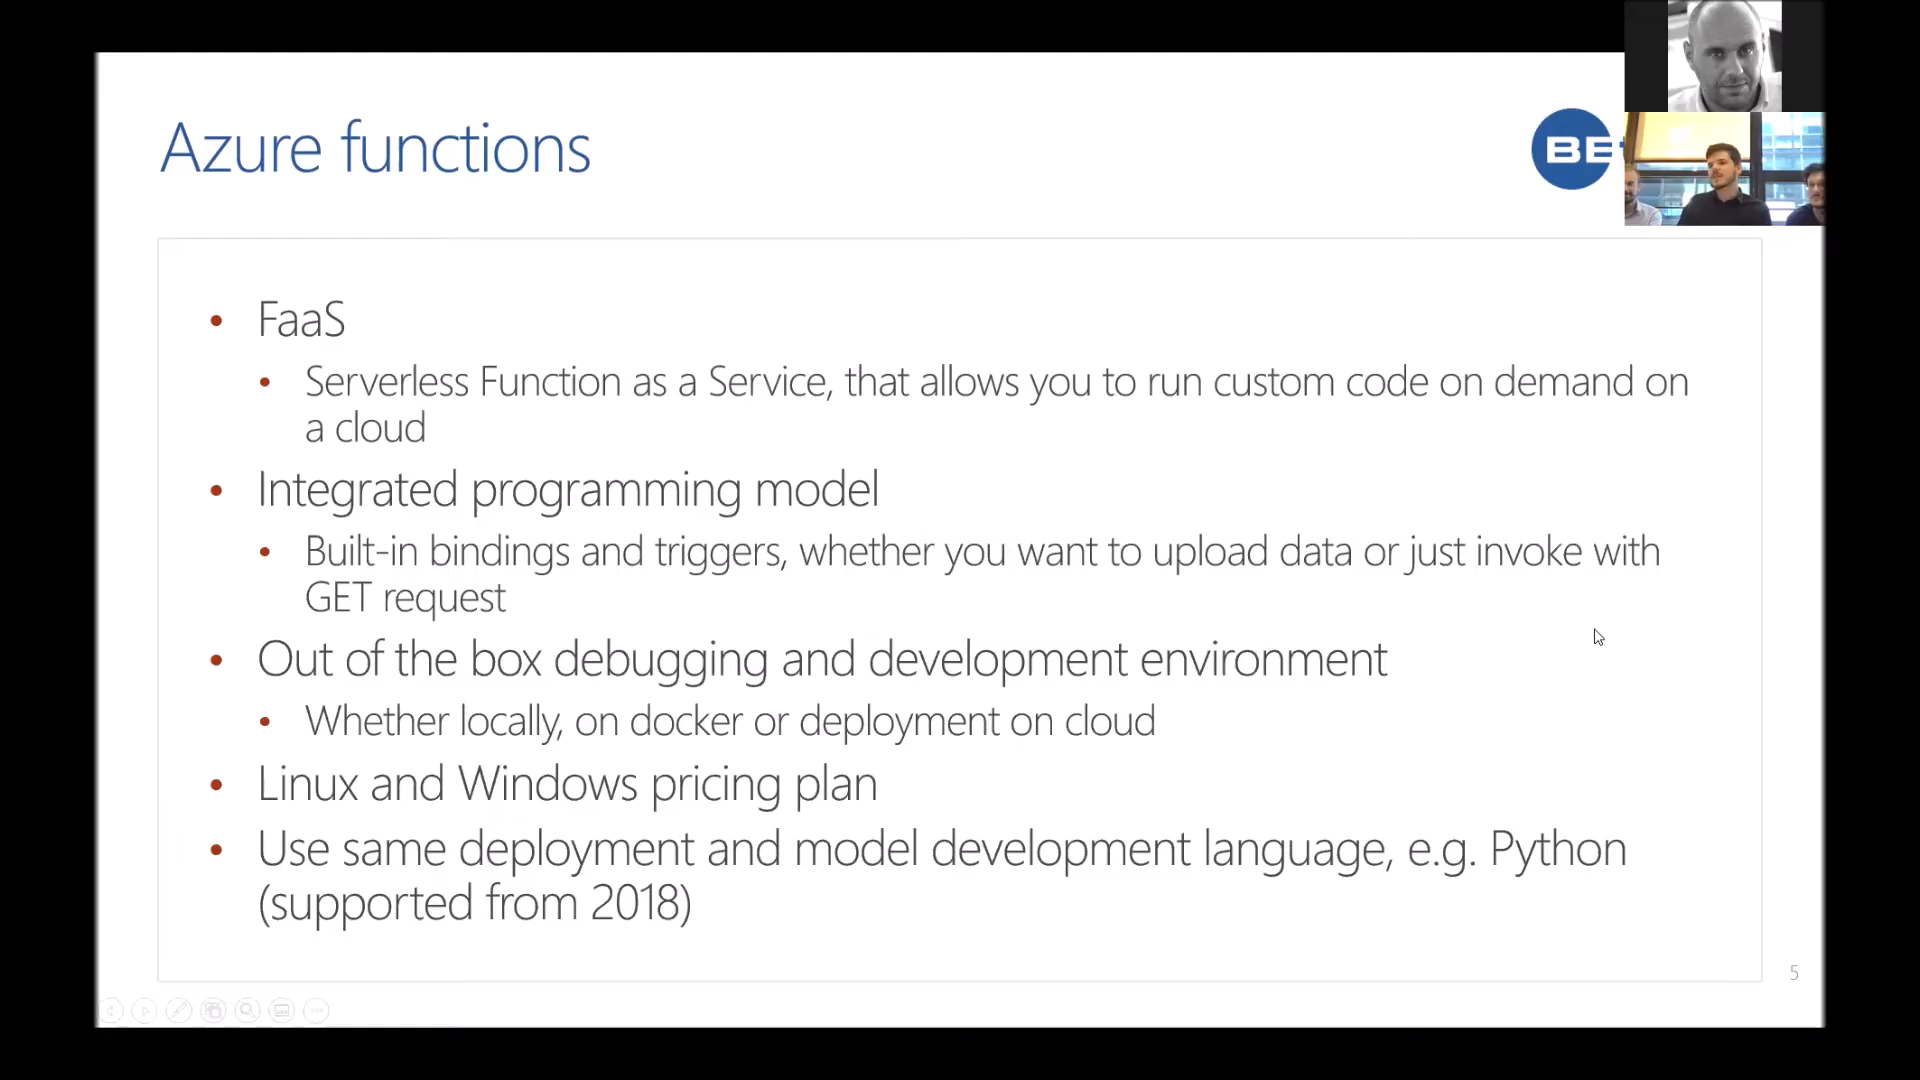 Azure functions
BE
• FaaS
• Serverless Function as a Service, that allows you to run custom code on demand on
a cloud
• Integrated programming model
• Built-in bindings and triggers, whether you want to upload data or just invoke with
GET request
• Out of the box debugging and development environment
• Whether locally, on docker or deployment on cloud
• Linux and Windows pricing plan
• Use same deployment and model development language, e.g. Python
(supported from 2018)
5